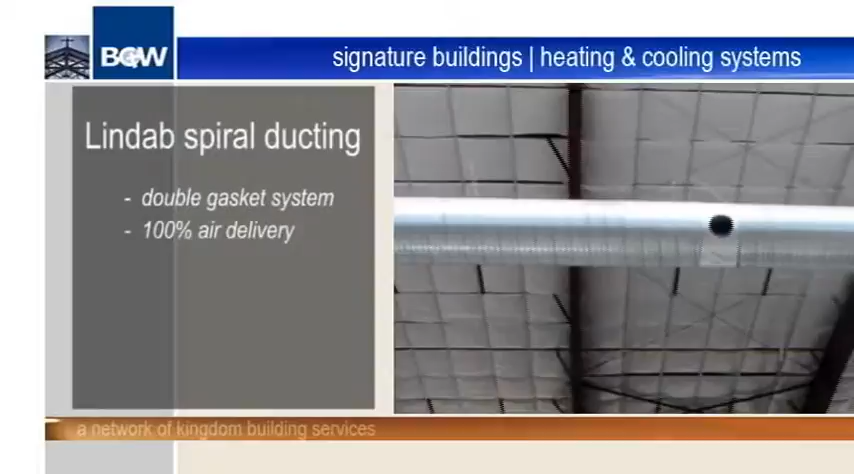 BGW
signature buildings | heating & cooling systems
Lindab spiral ducting
- double gasket system
- 100% air delivery
a network of kingdom building services